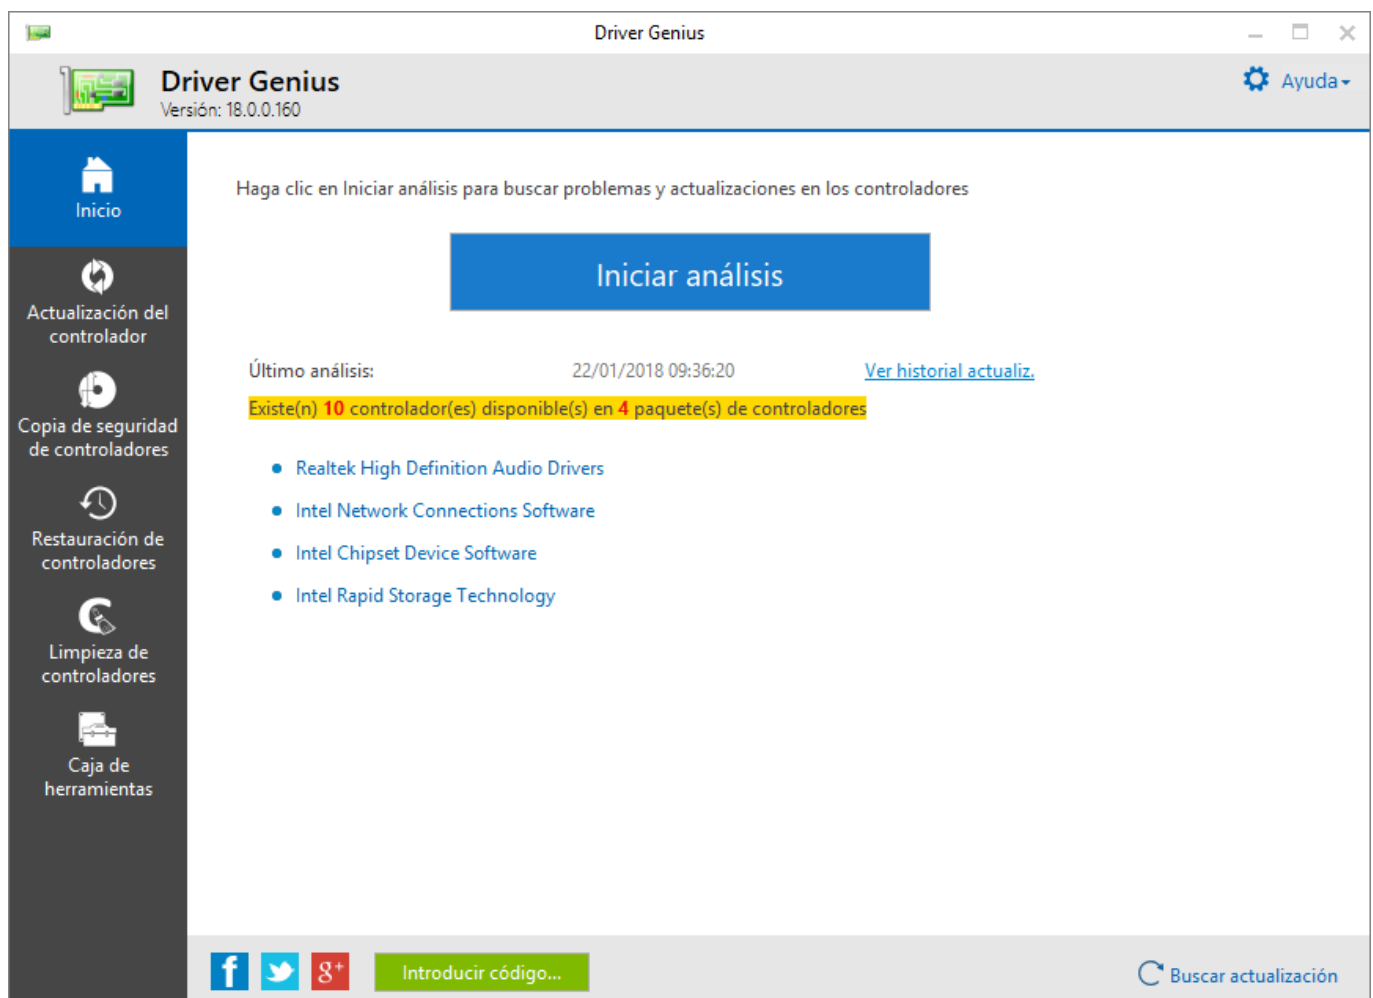 Driver Genius
Driver Genius
Versión: 18.0.0.160
Ayuda
Inicio
Actualización del
controlador
Copia de seguridad
de controladores
Restauración de
controladores
Limpieza de
controladores
Caja de
herramientas
Haga clic en Iniciar análisis para buscar problemas y actualizaciones en los controladores
Iniciar análisis
Último análisis: 22/01/2018 09:36:20 Ver historial actualiz.
Existe(n) 10 controlador(es) disponible(s) en 4 paquete(s) de controladores
Realtek High Definition Audio Drivers
Intel Network Connections Software
Intel Chipset Device Software
Intel Rapid Storage Technology
f g+ Introducir código... Buscar actualización